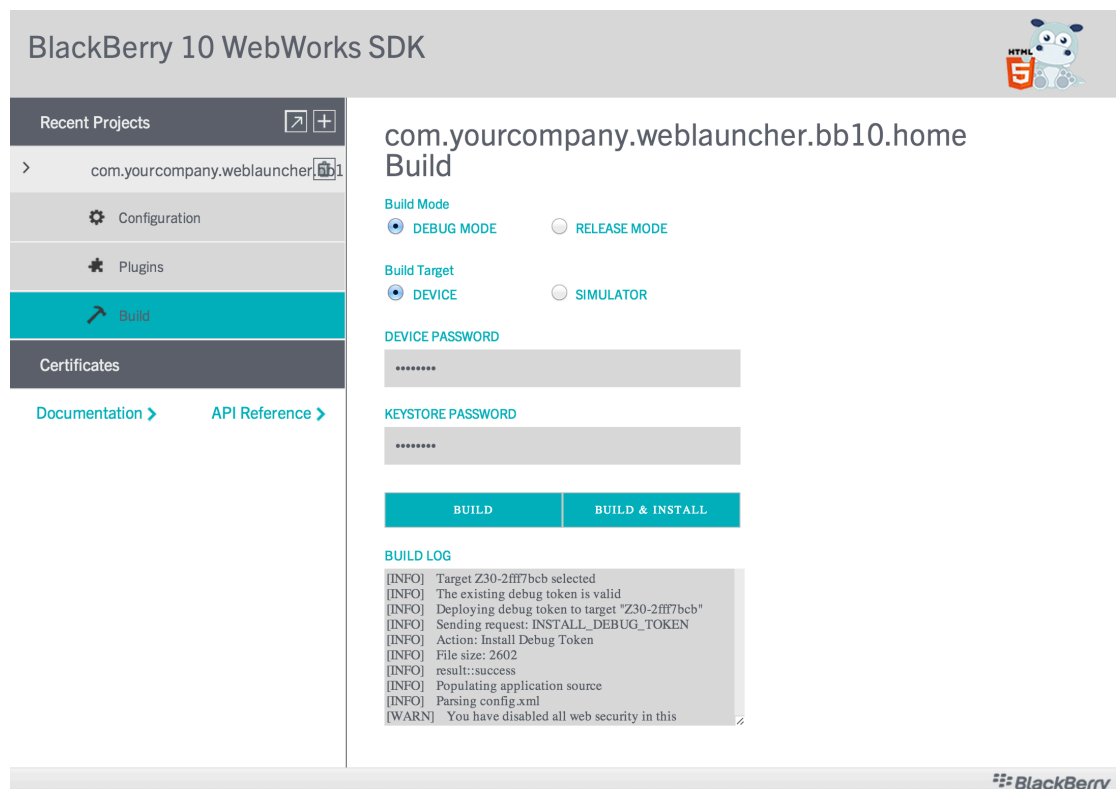 BlackBerry 10 WebWorks SDK
HTML
5
Recent Projects
com.yourcompany.weblauncher.bb1
Configuration
Plugins
Build
Certificates
Documentation
API Reference
com.yourcompany.weblauncher.bb10.home
Build
Build Mode
DEBUG MODE RELEASE MODE
Build Target
DEVICE SIMULATOR
DEVICE PASSWORD
••••••••
KEYSTORE PASSWORD
••••••••
BUILD BUILD & INSTALL
BUILD LOG
[INFO] Target Z30-2fff7bcb selected
[INFO] The existing debug token is valid
[INFO] Deploying debug token to target "Z30-2fff7bcb"
[INFO] Sending request: INSTALL_DEBUG_TOKEN
[INFO] Action: Install Debug Token
[INFO] File size: 2602
[INFO] result::success
[INFO] Populating application source
[INFO] Parsing config.xml
[WARN] You have disabled all web security in this
BlackBerry